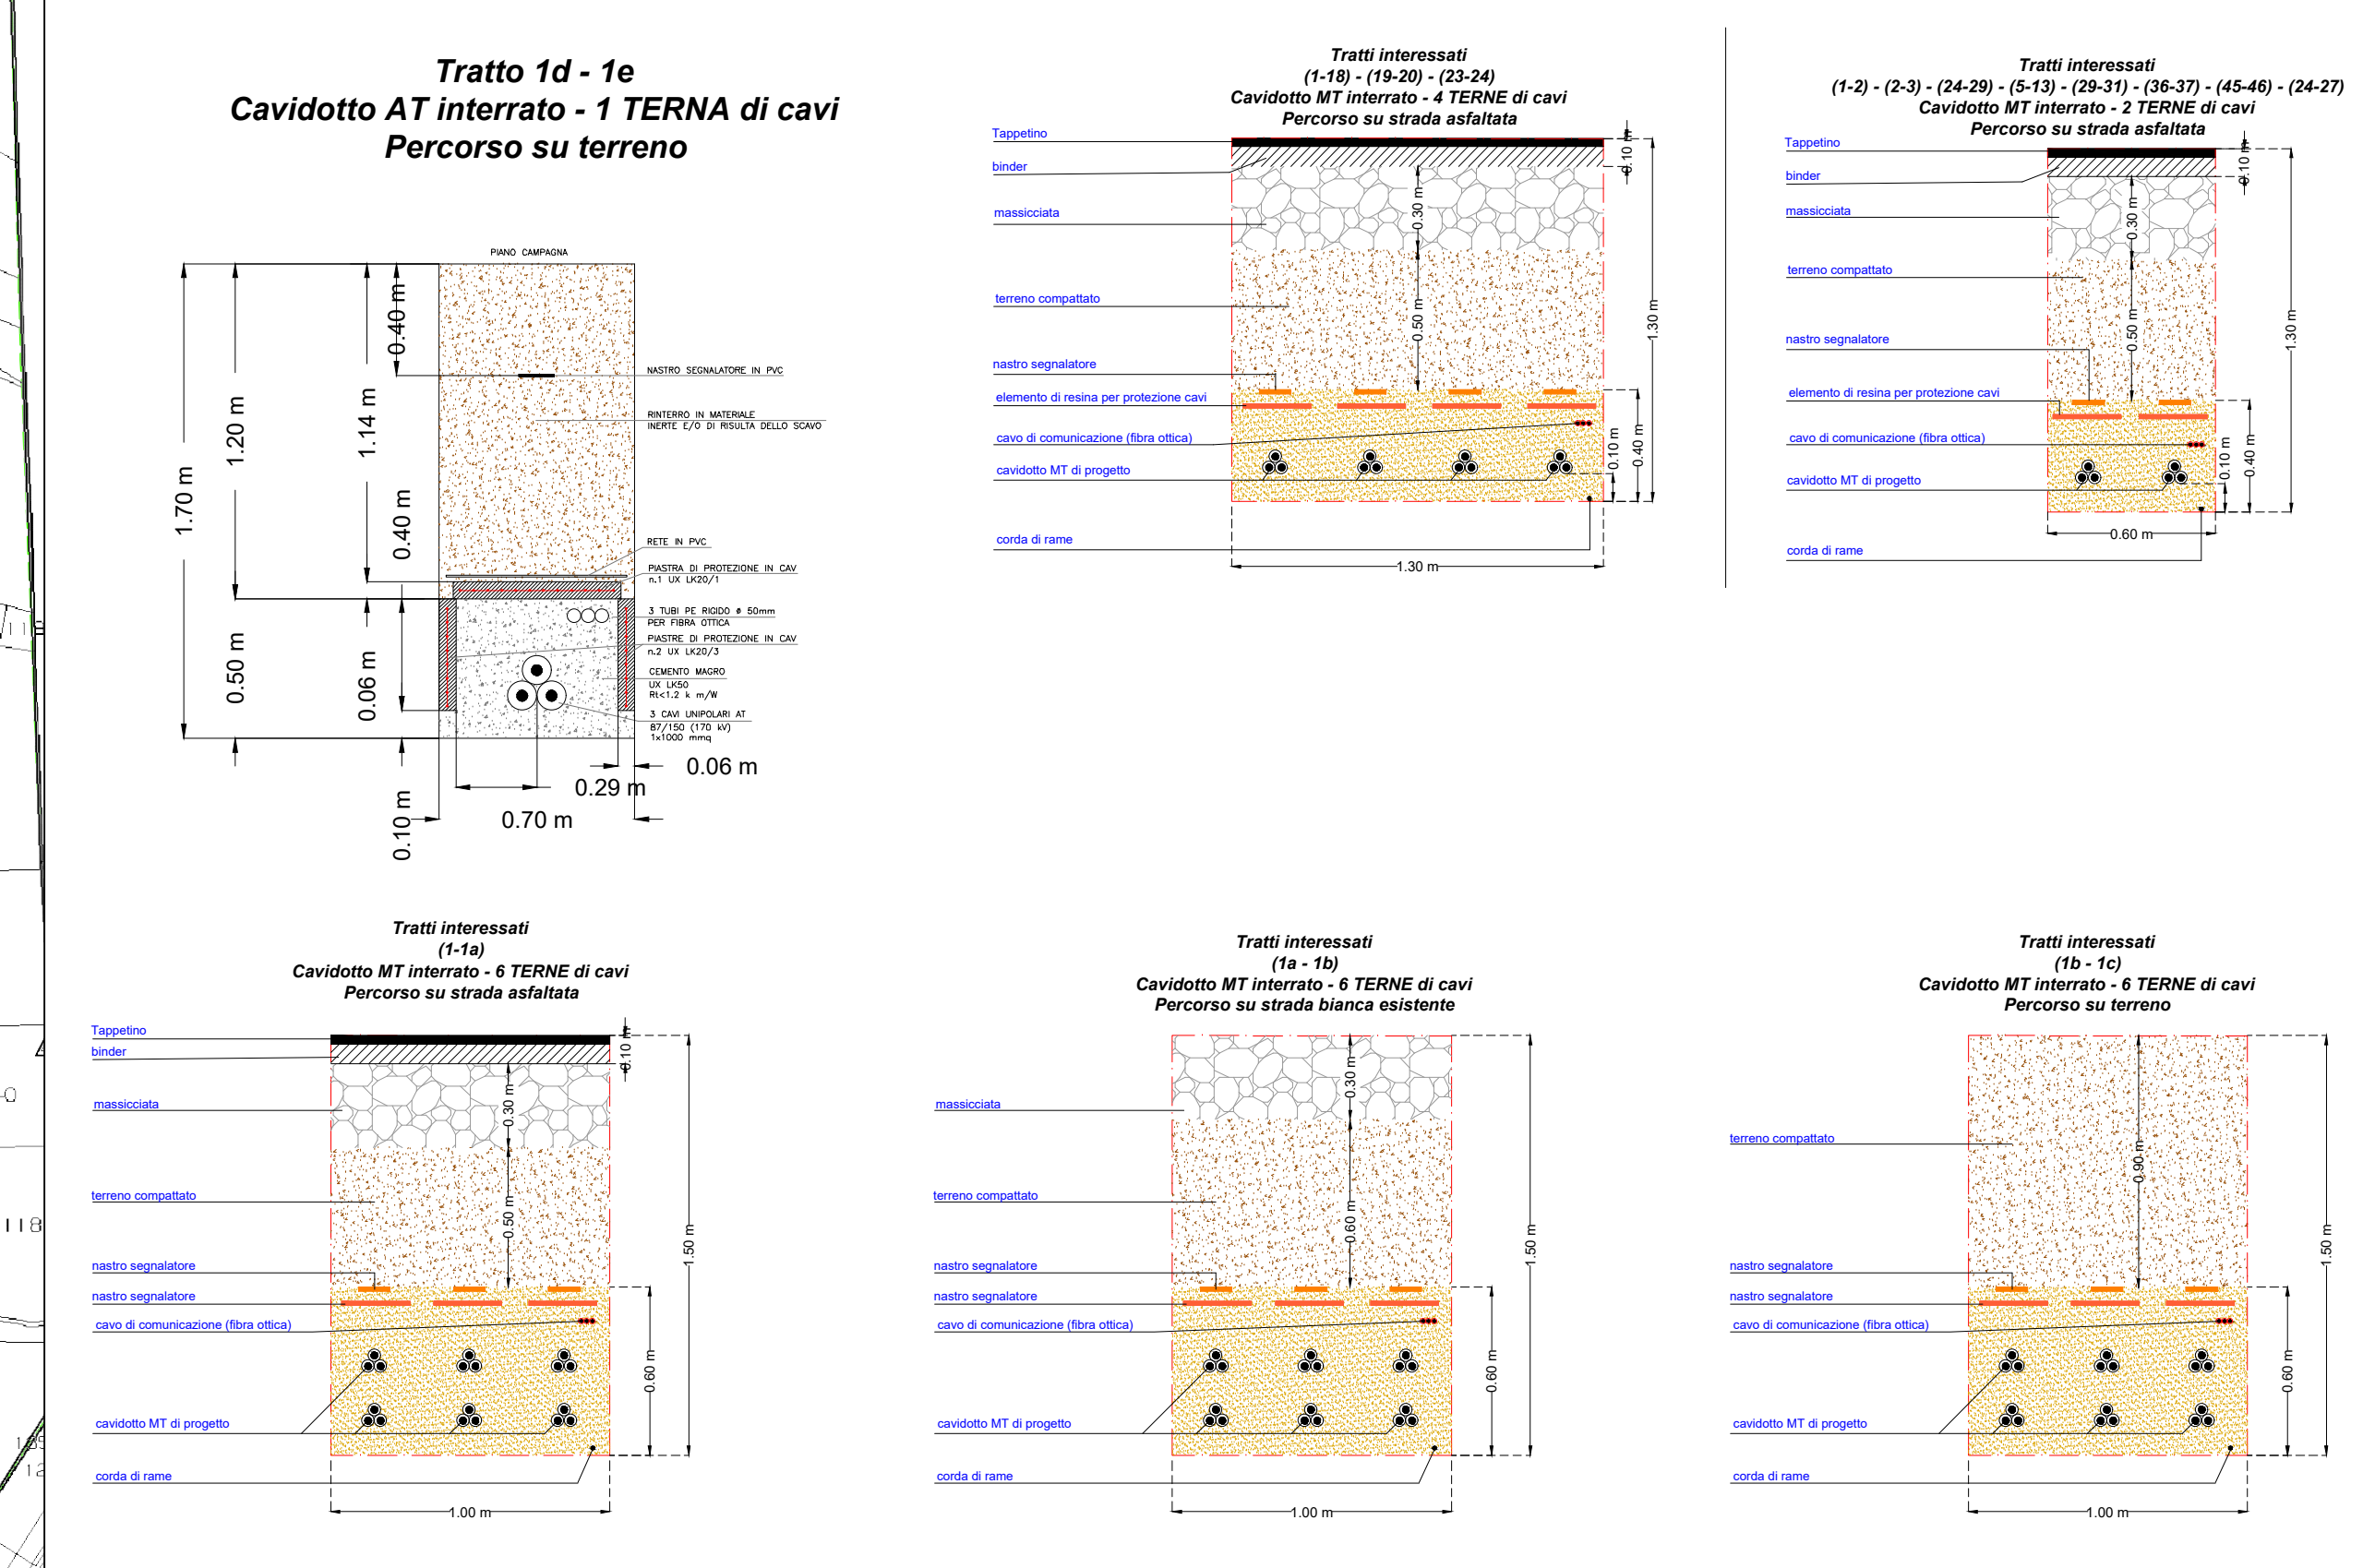 Tratto 1d - 1e
Cavidotto AT interrato - 1 TERNA di cavi
Percorso su terreno
PIANO CAMPAGNA
1.70 m
1.20 m
0.50 m
1.14 m
0.06 m
0.40 m
0.40 m
0.10 m
NASTRO SEGNALATORE IN PVC
RINTERRO IN MATERIALE
INERTE E/O DI RISULTA DELLO SCAVO
RETE IN PVC
PIASTRA DI PROTEZIONE IN CAV
n.1 UX LK20/1
3 TUBI PE RIGIDO ø 50mm
PER FIBRA OTTICA
PIASTRE DI PROTEZIONE IN CAV
n.2 UX LK20/3
CEMENTO MAGRO
UX LK50
Rt<1.2 k m/W
3 CAVI UNIPOLARI AT
87/150 (170 kV)
1x1000 mmq
0.06 m
0.29 m
0.70 m
Tratti interessati
(1-18) - (19-20) - (23-24)
Cavidotto MT interrato - 4 TERNE di cavi
Percorso su strada asfaltata
Tappetino
binder
massicciata
terreno compattato
nastro segnalatore
elemento di resina per protezione cavi
cavo di comunicazione (fibra ottica)
cavidotto MT di progetto
corda di rame
0.10 m
0.30 m
0.50 m
1.30 m
0.10 m
0.40 m
1.30 m
Tratti interessati
(1-2) - (2-3) - (24-29) - (5-13) - (29-31) - (36-37) - (45-46) - (24-27)
Cavidotto MT interrato - 2 TERNE di cavi
Percorso su strada asfaltata
Tappetino
binder
massicciata
terreno compattato
nastro segnalatore
elemento di resina per protezione cavi
cavo di comunicazione (fibra ottica)
cavidotto MT di progetto
corda di rame
0.10 m
0.30 m
0.50 m
1.30 m
0.10 m
0.40 m
0.60 m
Tratti interessati
(1-1a)
Cavidotto MT interrato - 6 TERNE di cavi
Percorso su strada asfaltata
Tappetino
binder
massicciata
terreno compattato
nastro segnalatore
nastro segnalatore
cavo di comunicazione (fibra ottica)
cavidotto MT di progetto
corda di rame
0.10 m
0.30 m
0.50 m
1.50 m
0.60 m
1.00 m
Tratti interessati
(1a - 1b)
Cavidotto MT interrato - 6 TERNE di cavi
Percorso su strada bianca esistente
massicciata
terreno compattato
nastro segnalatore
nastro segnalatore
cavo di comunicazione (fibra ottica)
cavidotto MT di progetto
corda di rame
0.30 m
0.60 m
1.50 m
0.60 m
1.00 m
Tratti interessati
(1b - 1c)
Cavidotto MT interrato - 6 TERNE di cavi
Percorso su terreno
terreno compattato
nastro segnalatore
nastro segnalatore
cavo di comunicazione (fibra ottica)
cavidotto MT di progetto
corda di rame
0.90 m
1.50 m
0.60 m
1.00 m
118